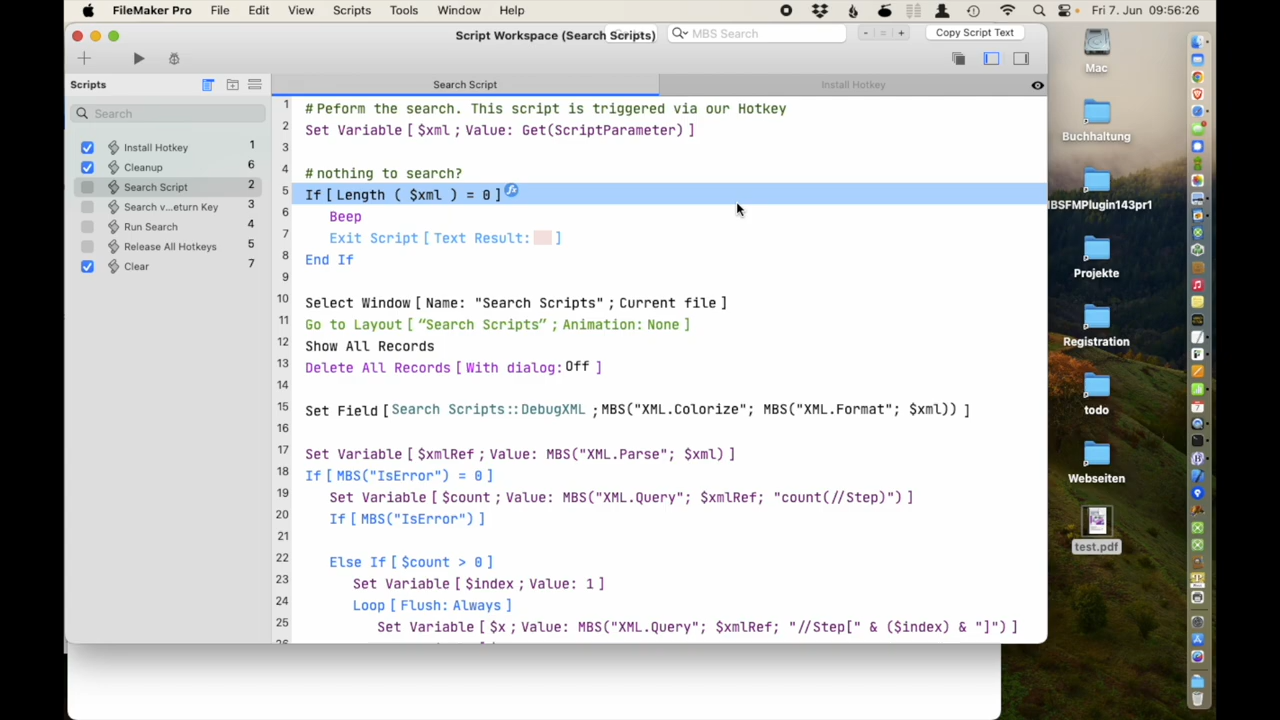 FileMaker Pro File Edit View Scripts Tools Window Help Fri 7. Jun 09:56:26
Script Workspace (Search Scripts) MBS Search - = + Copy Script Text
Scripts
Search Script
Install Hotkey
Search
Install Hotkey 1
Cleanup 6
Search Script 2
Search v...eturn Key 3
Run Search 4
Release All Hotkeys 5
Clear 7
1 # Peform the search. This script is triggered via our Hotkey
2 Set Variable [ $xml ; Value: Get(ScriptParameter) ]
3
4 # nothing to search?
5 If [ Length ( $xml ) = 0 ]
6 Beep
7 Exit Script [ Text Result: ]
8 End If
9
10 Select Window [ Name: "Search Scripts" ; Current file ]
11 Go to Layout [ “Search Scripts” ; Animation: None ]
12 Show All Records
13 Delete All Records [ With dialog: Off ]
14
15 Set Field [ Search Scripts::DebugXML ; MBS("XML.Colorize"; MBS("XML.Format"; $xml)) ]
16
17 Set Variable [ $xmlRef ; Value: MBS("XML.Parse"; $xml) ]
18 If [ MBS("IsError") = 0 ]
19 Set Variable [ $count ; Value: MBS("XML.Query"; $xmlRef; "count(//Step)") ]
20 If [ MBS("IsError") ]
21
22 Else If [ $count > 0 ]
23 Set Variable [ $index ; Value: 1 ]
24 Loop [ Flush: Always ]
25 Set Variable [ $x ; Value: MBS("XML.Query"; $xmlRef; "//Step[" & ($index) & "]") ]
Mac
Buchhaltung
BSFMPlugin143pr1
Projekte
Registration
todo
Webseiten
test.pdf